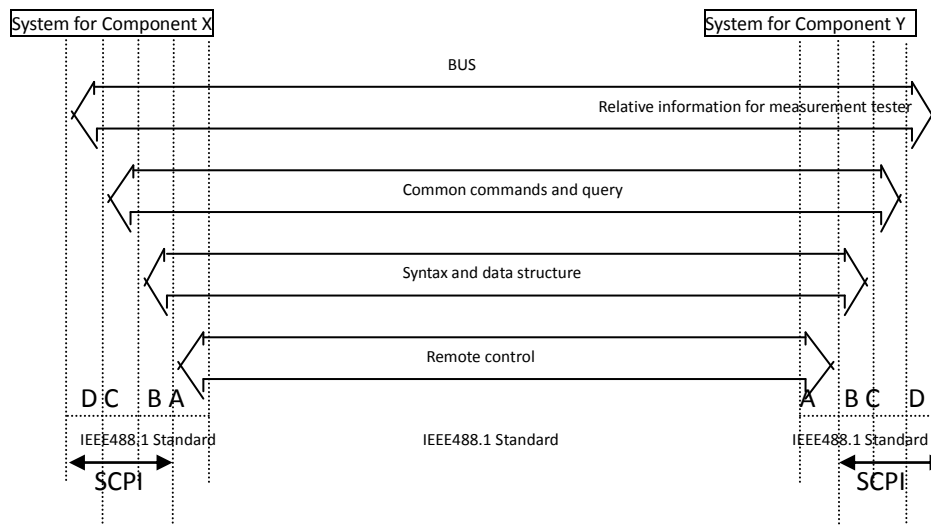 System for Component X
System for Component Y
BUS
Relative information for measurement tester
Common commands and query
Syntax and data structure
Remote control
D C B A
A B C D
IEEE488.1 Standard
IEEE488.1 Standard
IEEE488.1 Standard
SCPI
SCPI